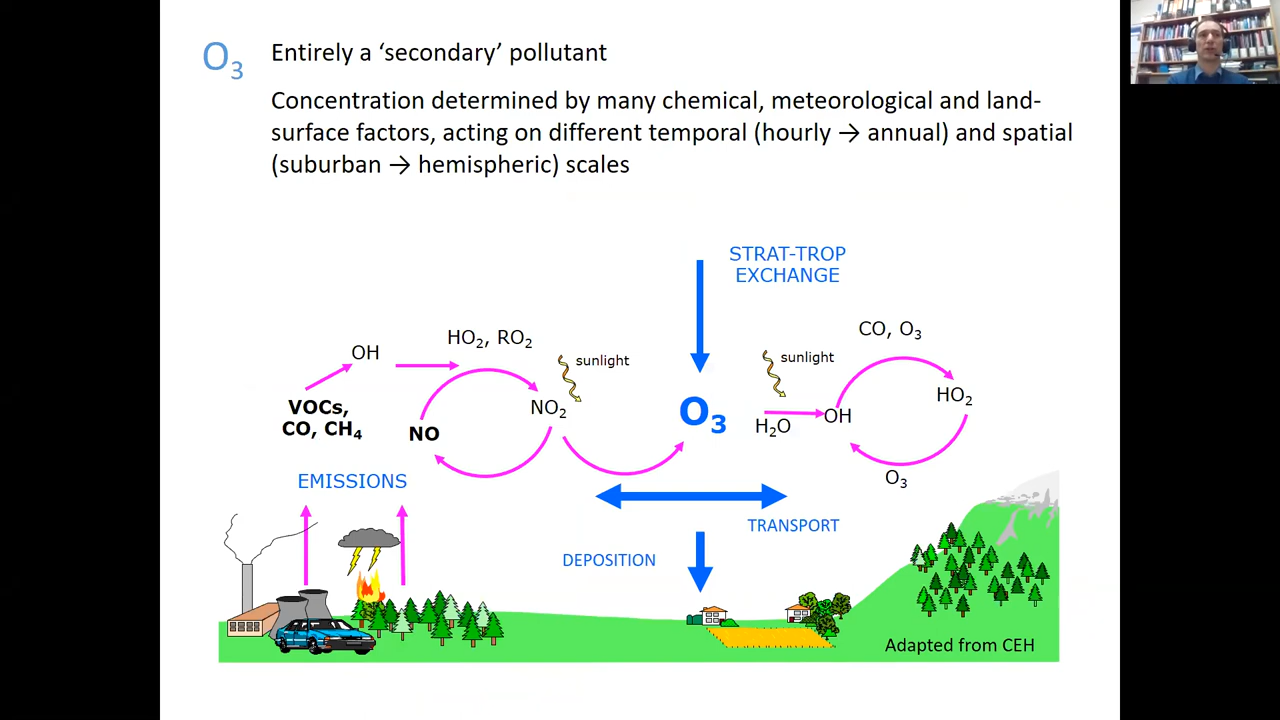 O₃
Entirely a ‘secondary’ pollutant
Concentration determined by many chemical, meteorological and land-
surface factors, acting on different temporal (hourly → annual) and spatial
(suburban → hemispheric) scales
STRAT-TROP
EXCHANGE
HO₂, RO₂
OH
sunlight
VOCs,
CO, CH₄
NO
NO₂
O₃
sunlight
H₂O
OH
CO, O₃
HO₂
O₃
EMISSIONS
TRANSPORT
DEPOSITION
Adapted from CEH